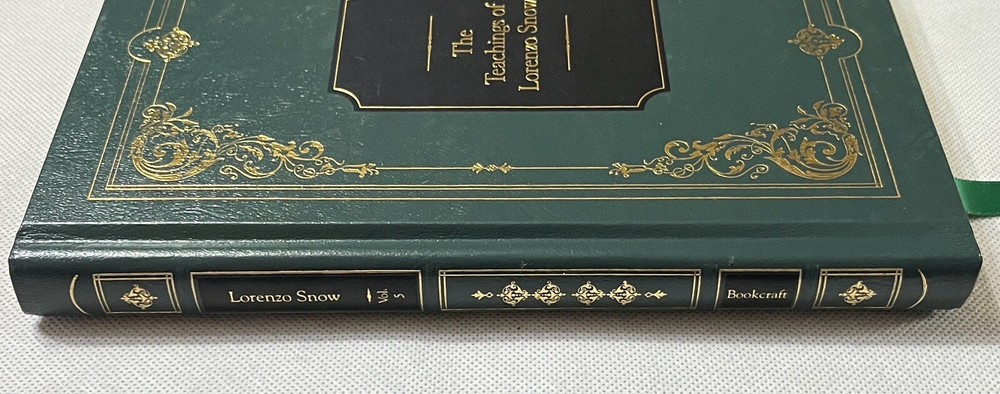 The
Teachings of
Lorenzo Snow
Lorenzo Snow
Vol.
5
Bookcraft